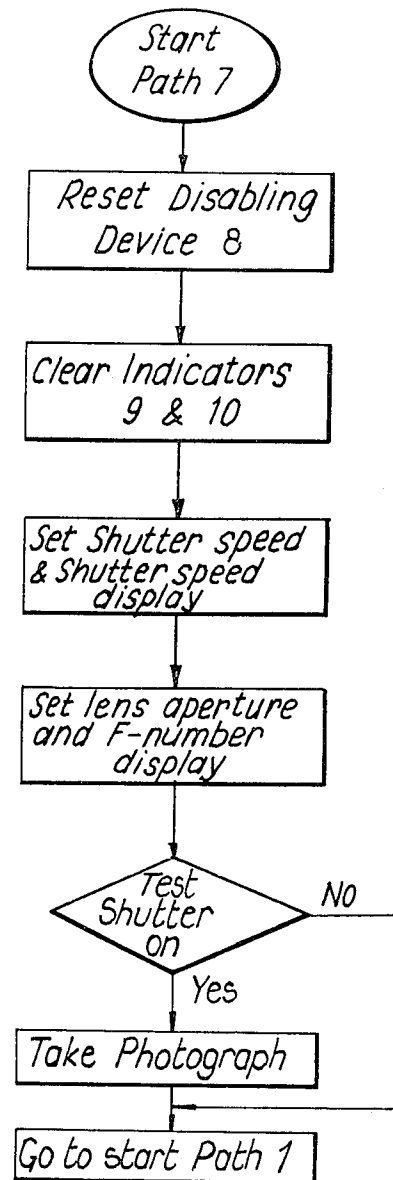 Start
Path 7
Reset Disabling
Device 8
Clear Indicators
9 & 10
Set Shutter speed
& Shutter speed
display
Set lens aperture
and F-number
display
Test
Shutter
on
No
Yes
Take Photograph
Go to start Path 1